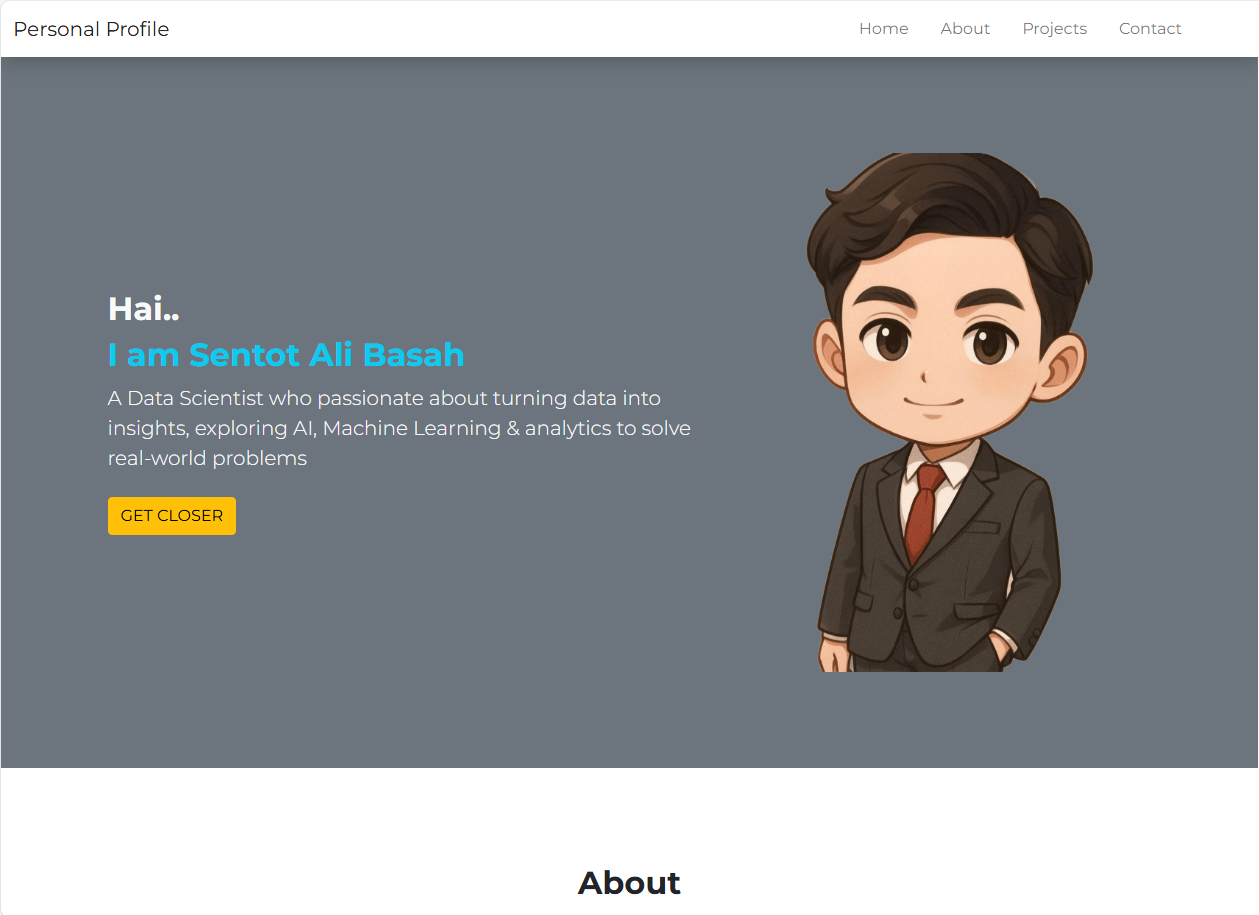 Personal Profile
Home
About
Projects
Contact
Hai..
I am Sentot Ali Basah
A Data Scientist who passionate about turning data into
insights, exploring AI, Machine Learning & analytics to solve
real-world problems
GET CLOSER
About